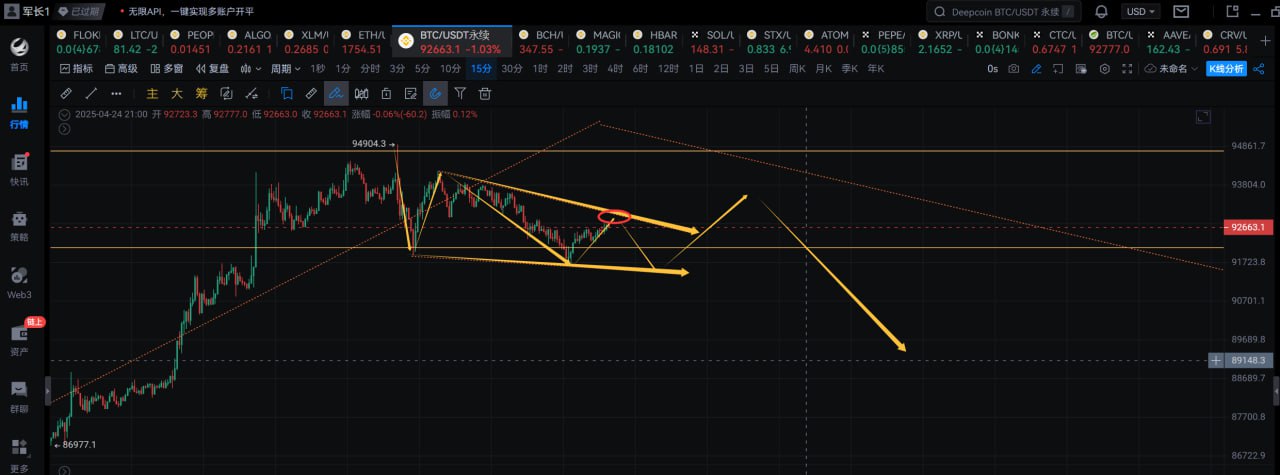 军长1 已过期 • 无限API，一键实现多账户开平 Deepcoin BTC/USDT 永续 / USD
FLOKI 0.0(4)67 LTC/U 81.42 -2 PEOP 0.01451 ALGO 0.2161 1 XLM/U 0.2685 0 ETH/U 1754.51 BTC/USDT永续 92663.1 -1.03% BCH/U 347.55 - MAGI 0.1937 - HBAR 0.18102 SOL/U 148.31 - STX/U 0.833 6. ATOM 4.410 0. PEPE/ 0.0(5)85 XRP/U 2.1652 - BONK 0.0(4)14 CTC/U 0.6747 1 BTC/U 92777.0 AAVE/ 162.43 - CRV/U 0.691 5.
指标 高级 多窗 复盘 周期 1秒 1分 分时 3分 5分 10分 15分 30分 1时 2时 3时 4时 6时 12时 1日 2日 3日 5日 周K 月K 季K 年K 0s 未命名 K线分析
主 大 筹
2025-04-24 21:00 开 92723.3 高 92777.0 低 92663.0 收 92663.1 涨幅 -0.06%(-60.2) 振幅 0.12%
首页
行情
快讯
策略
Web3
链上
资产
群聊
更多
94904.3
86977.1
94861.7
93804.0
92663.1
91723.8
90701.1
89689.8
89148.3
88689.7
87700.8
86722.9